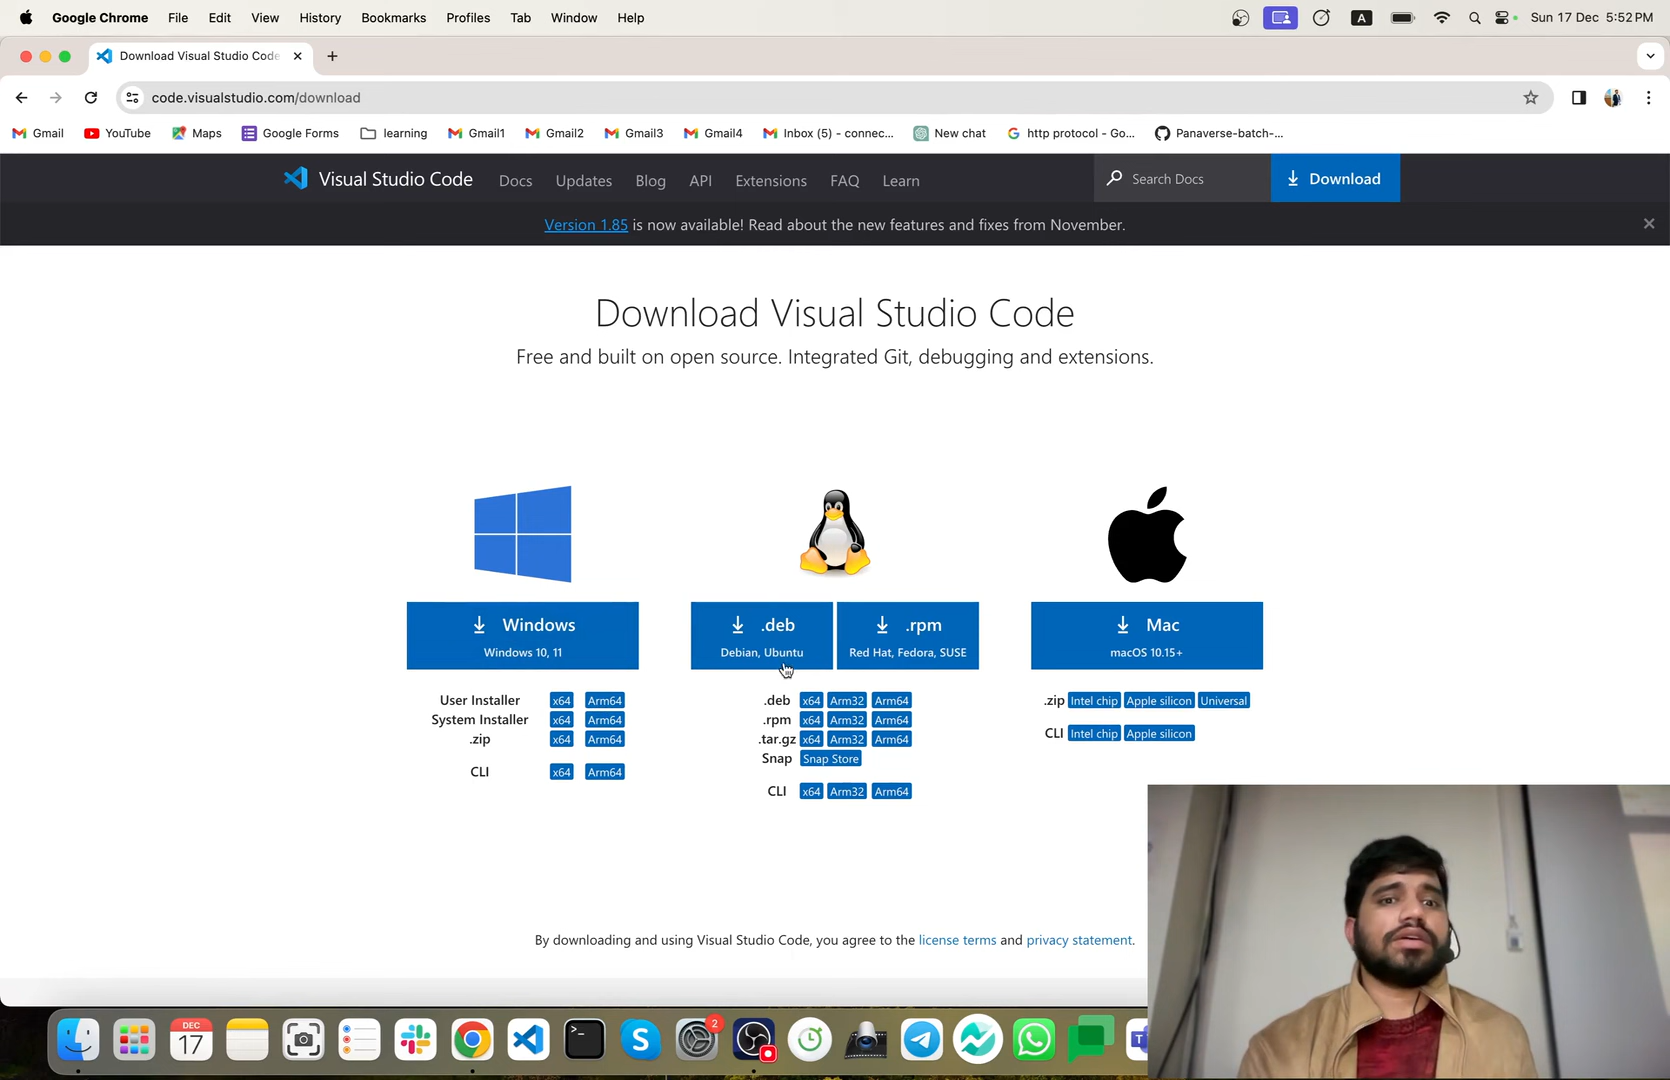 Google Chrome File Edit View History Bookmarks Profiles Tab Window Help
A
Sun 17 Dec 5:52 PM
Download Visual Studio Code
code.visualstudio.com/download
Gmail YouTube Maps Google Forms learning Gmail1 Gmail2 Gmail3 Gmail4 Inbox (5) - connec... New chat http protocol - Go... Panaverse-batch-...
Visual Studio Code Docs Updates Blog API Extensions FAQ Learn Search Docs Download
Version 1.85 is now available! Read about the new features and fixes from November.
Download Visual Studio Code
Free and built on open source. Integrated Git, debugging and extensions.
Windows
Windows 10, 11
User Installer x64 Arm64
System Installer x64 Arm64
.zip x64 Arm64
CLI x64 Arm64
.deb
Debian, Ubuntu
.rpm
Red Hat, Fedora, SUSE
.deb x64 Arm32 Arm64
.rpm x64 Arm32 Arm64
.tar.gz x64 Arm32 Arm64
Snap Snap Store
CLI x64 Arm32 Arm64
Mac
macOS 10.15+
.zip Intel chip Apple silicon Universal
CLI Intel chip Apple silicon
By downloading and using Visual Studio Code, you agree to the license terms and privacy statement.
DEC
17
>_
S
2
T